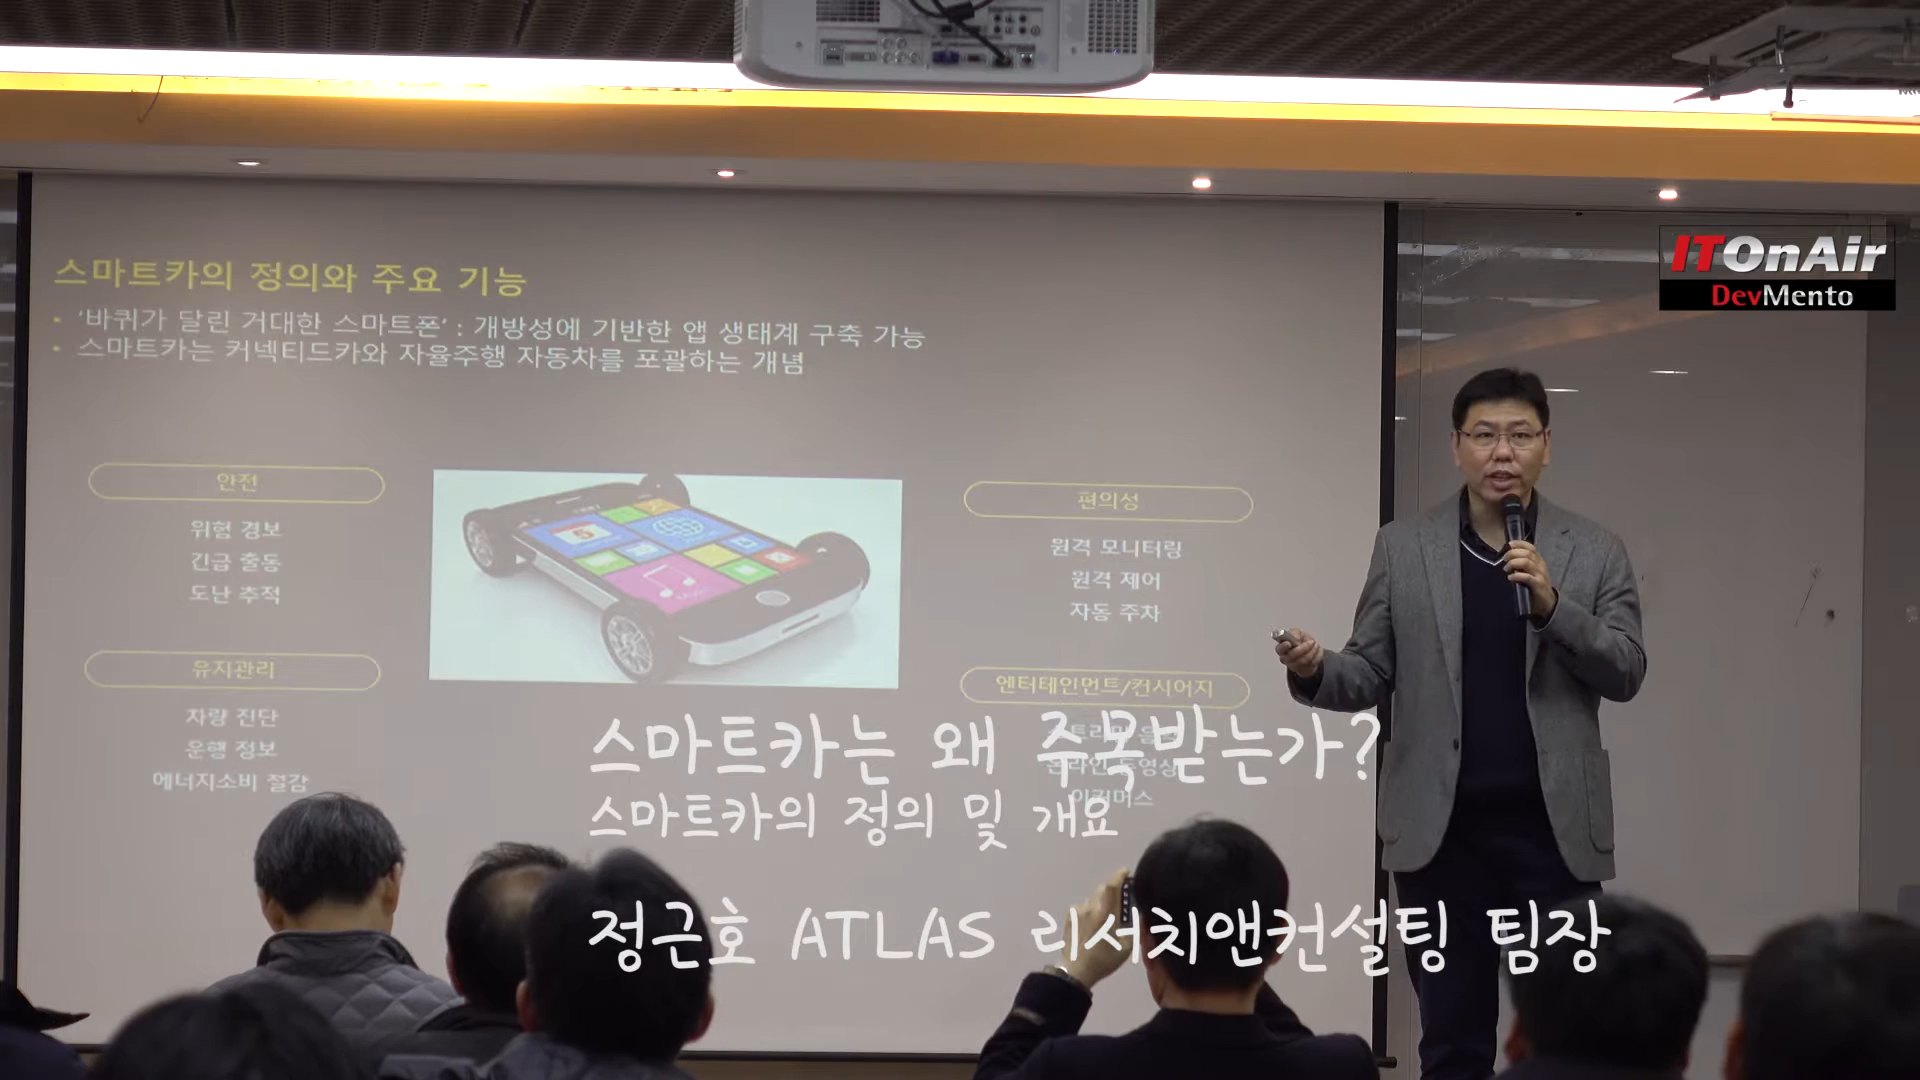 ITOnAir
DevMento
스마트카의 정의와 주요 기능
• '바퀴가 달린 거대한 스마트폰' : 개방성에 기반한 앱 생태계 구축 가능
• 스마트카는 커넥티드카와 자율주행 자동차를 포괄하는 개념
안전
위험 경보
긴급 출동
도난 추적
유지관리
차량 진단
운행 정보
에너지소비 절감
5
편의성
원격 모니터링
원격 제어
자동 주차
엔터테인먼트/컨시어지
온라인 동영상
이커머스
스마트카는 왜 주목받는가?
스마트카의 정의 및 개요
정근호 ATLAS 리서치앤컨설팅 팀장